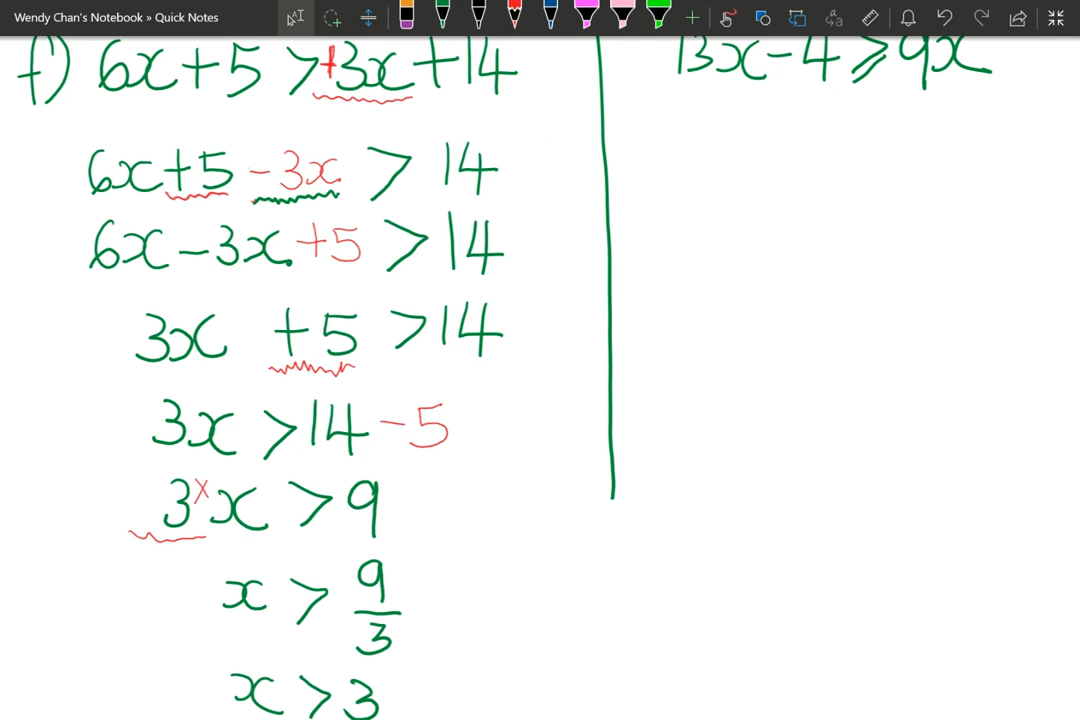 Wendy Chan's Notebook » Quick Notes
f) 6x+5 >+3x+14
6x+5 -3x > 14
6x -3x +5 > 14
3x +5 >14
3x >14 -5
3×x > 9
x > 9/3
x > 3
13x-4 ⩾ 9x